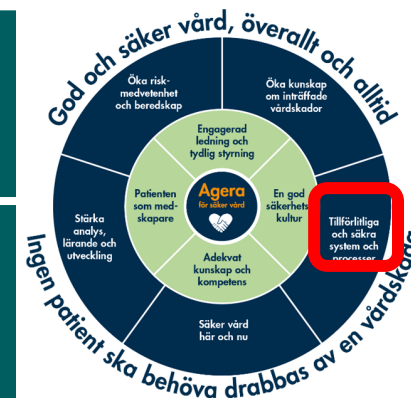 God och säker vård, överallt och alltid
Öka risk-
medvetenhet
och beredskap
Öka kunskap
om inträffade
vårdskador
Engagerad
ledning och
tydlig styrning
Patienten
som med-
skapare
Agera
för säker vård
En god
säkerhets
kultur
Stärka
analys,
lärande och
utveckling
Tillförlitliga
och säkra
system och
processer
Adekvat
kunskap och
kompetens
Säker vård
här och nu
Ingen patient ska behöva drabbas av en vårdskada